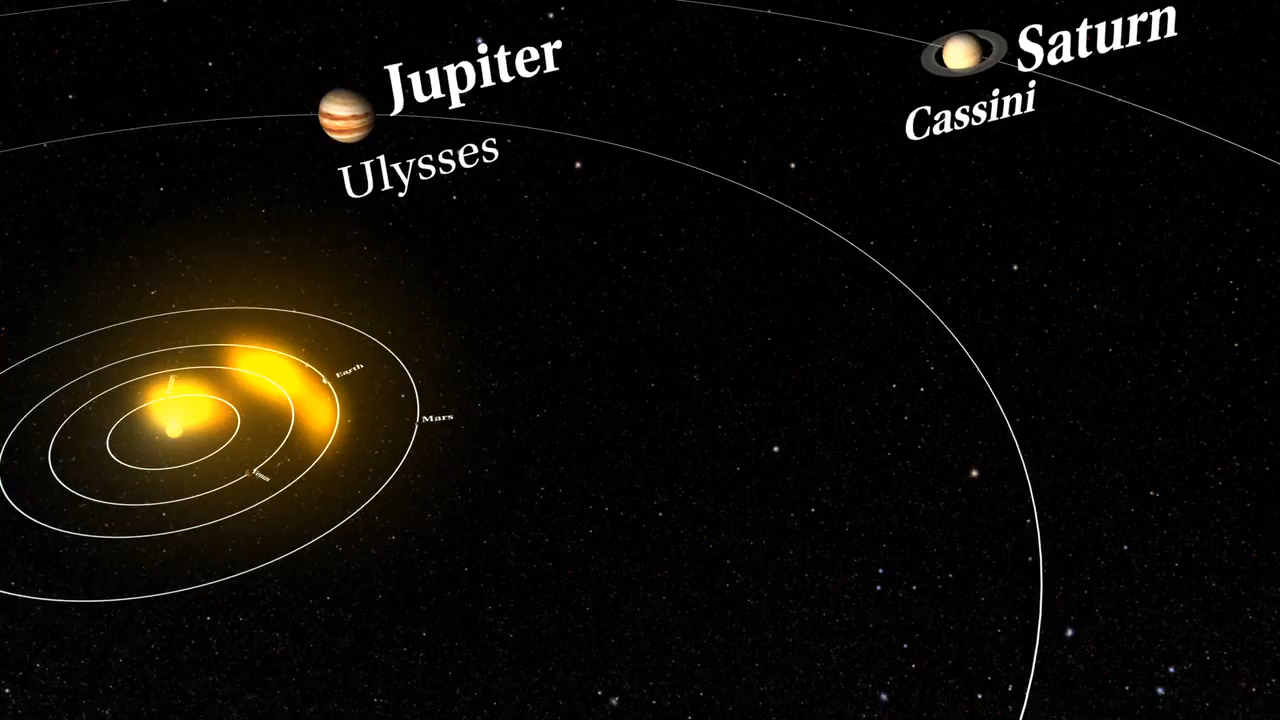 Saturn
Jupiter
Cassini
Ulysses
Earth
Mars
Venus